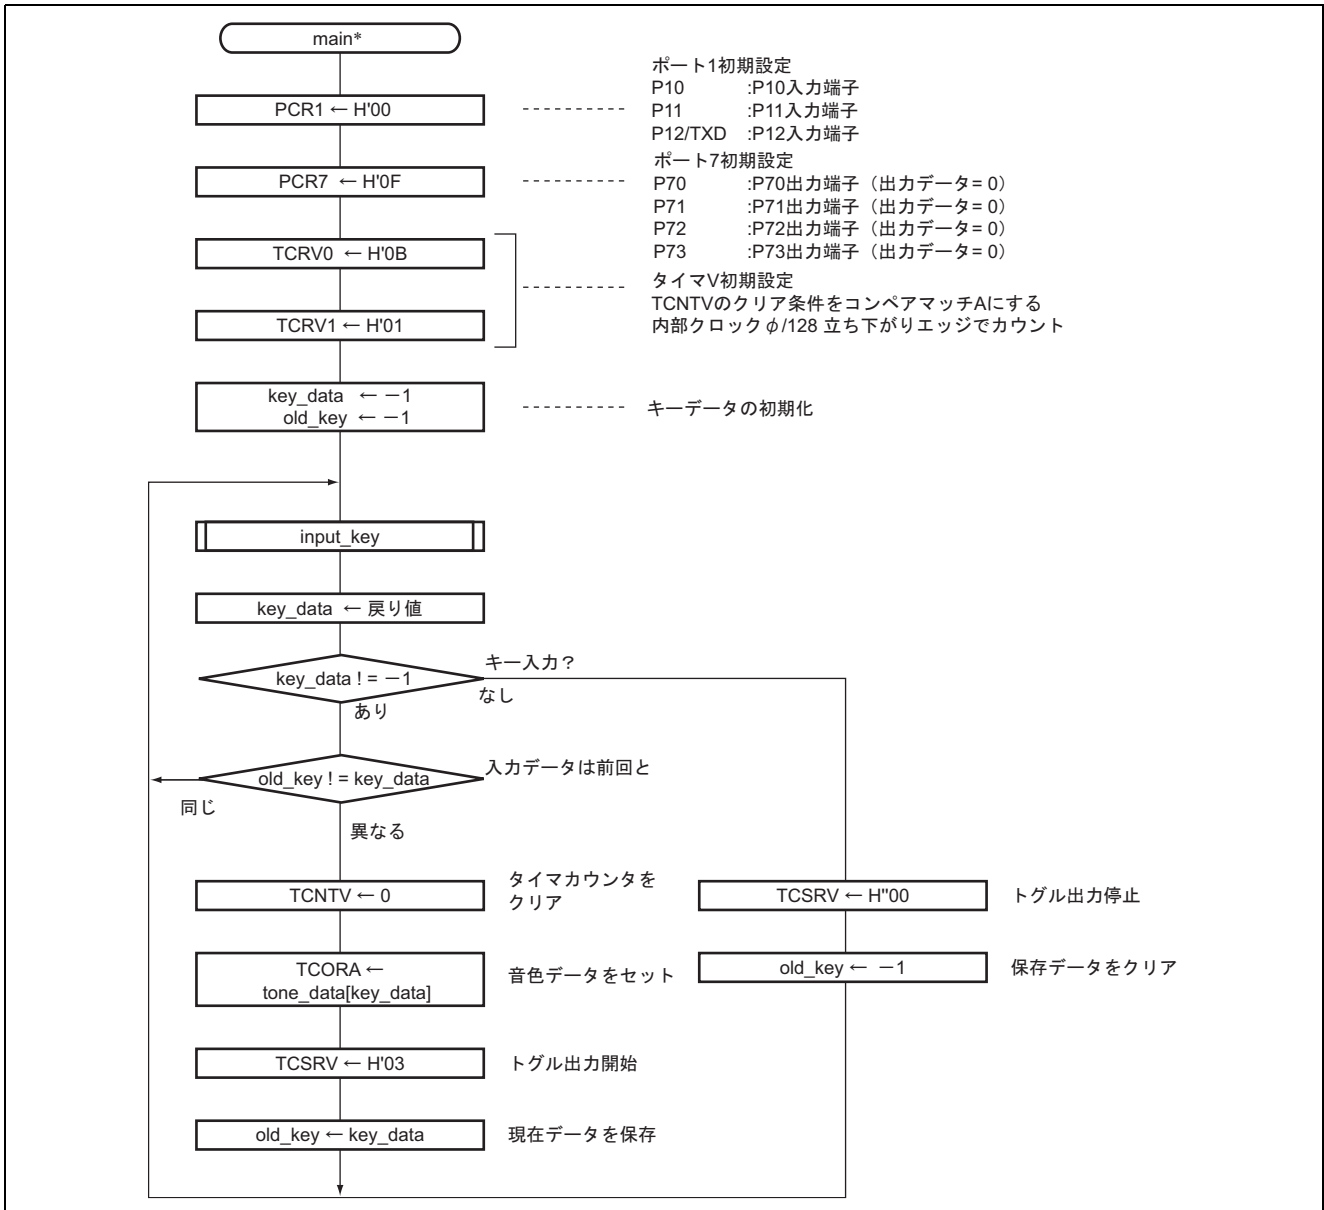 main*
PCR1 ← H'00
ポート1初期設定
P10 :P10入力端子
P11 :P11入力端子
P12/TXD :P12入力端子
PCR7 ← H'0F
ポート7初期設定
P70 :P70出力端子（出力データ= 0）
P71 :P71出力端子（出力データ= 0）
P72 :P72出力端子（出力データ= 0）
P73 :P73出力端子（出力データ= 0）
TCRV0 ← H'0B
TCRV1 ← H'01
タイマV初期設定
TCNTVのクリア条件をコンペアマッチAにする
内部クロックφ/128 立ち下がりエッジでカウント
key_data ← −1
old_key ← −1
キーデータの初期化
input_key
key_data ← 戻り値
key_data ! = −1
キー入力？
なし
あり
old_key ! = key_data
入力データは前回と
同じ
異なる
TCNTV ← 0
タイマカウンタを
クリア
TCORA ←
tone_data[key_data]
音色データをセット
TCSRV ← H'03
トグル出力開始
old_key ← key_data
現在データを保存
TCSRV ← H"00
トグル出力停止
old_key ← −1
保存データをクリア